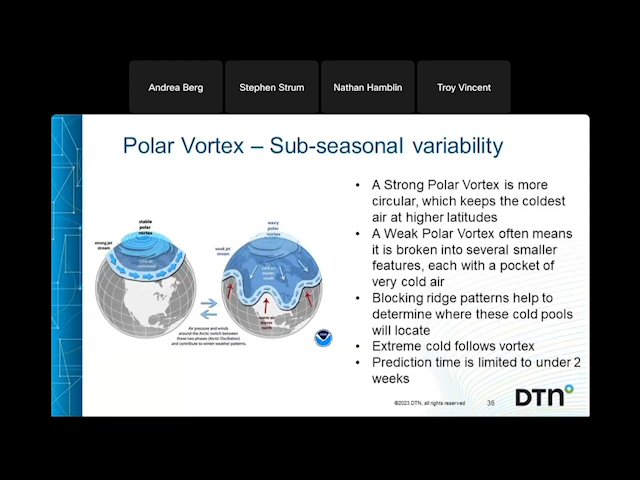 Andrea Berg
Stephen Strum
Nathan Hamblin
Troy Vincent
Polar Vortex – Sub-seasonal variability
stable
polar
vortex
strong jet
stream
wavy
polar
vortex
weak jet
stream
warm air
moves
north
Air pressure and winds
around the Arctic switch between
these two phases (Arctic Oscillation)
and contribute to winter weather patterns.
• A Strong Polar Vortex is more
circular, which keeps the coldest
air at higher latitudes
• A Weak Polar Vortex often means
it is broken into several smaller
features, each with a pocket of
very cold air
• Blocking ridge patterns help to
determine where these cold pools
will locate
• Extreme cold follows vortex
• Prediction time is limited to under 2
weeks
©2023 DTN, all rights reserved
36
DTN